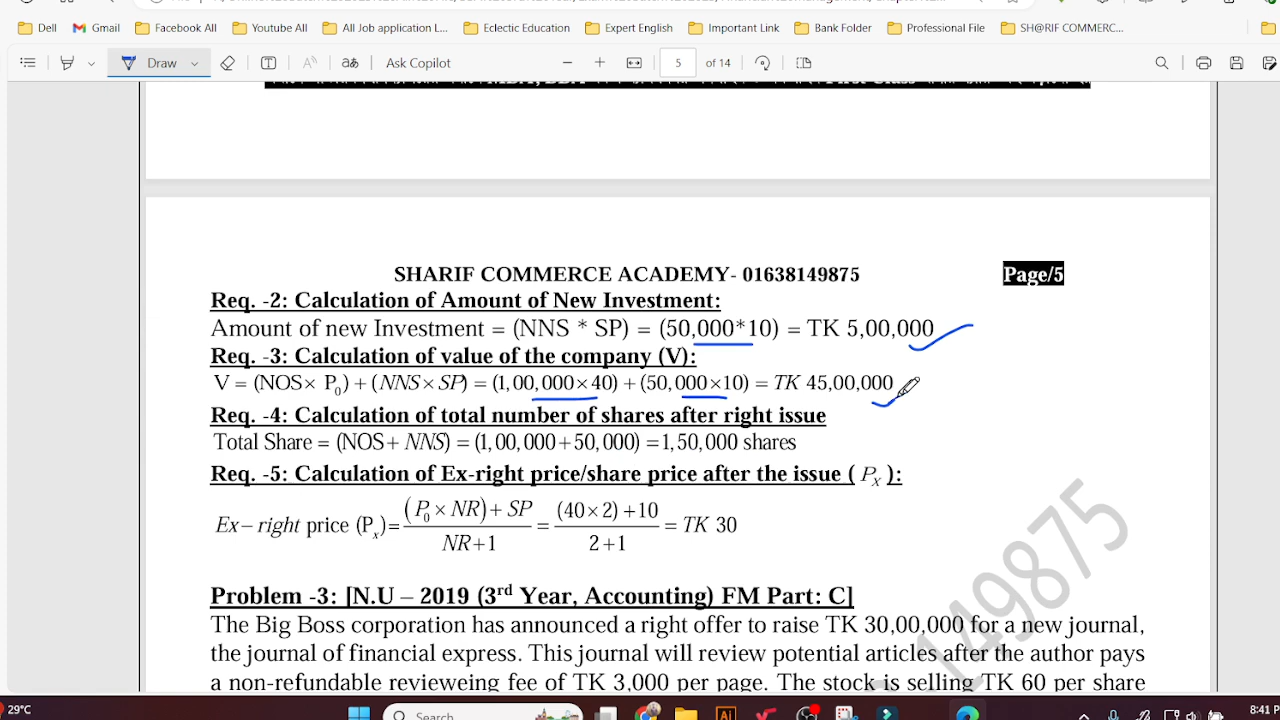 Dell Gmail Facebook All Youtube All All Job application L... Eclectic Education Expert English Important Link Bank Folder Professional File SH@RIF COMMERC...
Draw Ask Copilot 5 of 14
SHARIF COMMERCE ACADEMY- 01638149875 Page/5
Req. -2: Calculation of Amount of New Investment:
Amount of new Investment = (NNS * SP) = (50,000*10) = TK 5,00,000
Req. -3: Calculation of value of the company (V):
V = (NOS× P0) + (NNS×SP) = (1,00,000×40) + (50,000×10) = TK 45,00,000
Req. -4: Calculation of total number of shares after right issue
Total Share = (NOS+ NNS) = (1,00,000+50,000) =1,50,000 shares
Req. -5: Calculation of Ex-right price/share price after the issue ( PX ):
Ex– right price (Px)= (P0 × NR)+ SP / NR+1 = (40×2)+10 / 2+1 = TK 30
Problem -3: [N.U – 2019 (3rd Year, Accounting) FM Part: C]
The Big Boss corporation has announced a right offer to raise TK 30,00,000 for a new journal,
the journal of financial express. This journal will review potential articles after the author pays
a non-refundable revieweing fee of TK 3,000 per page. The stock is selling TK 60 per share
149875
29°C Search 8:41 P